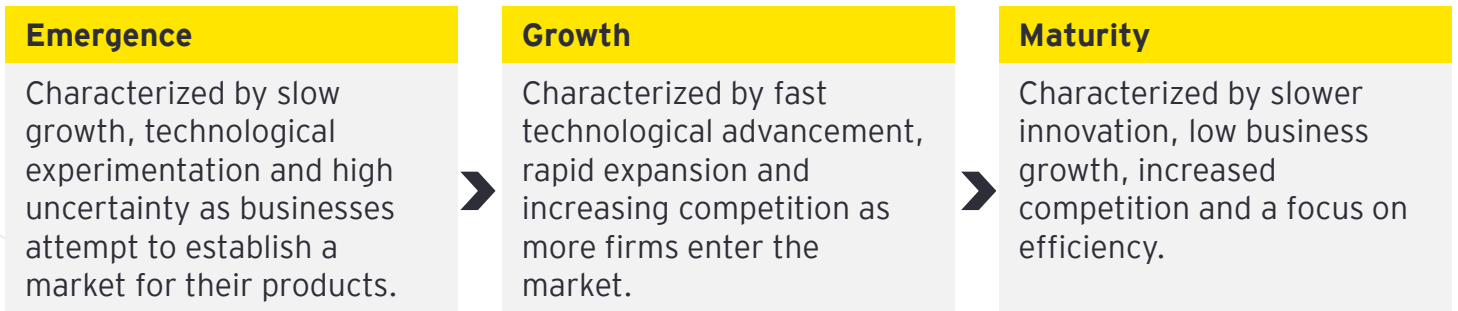 Emergence
Characterized by slow
growth, technological
experimentation and high
uncertainty as businesses
attempt to establish a
market for their products.
Growth
Characterized by fast
technological advancement,
rapid expansion and
increasing competition as
more firms enter the
market.
Maturity
Characterized by slower
innovation, low business
growth, increased
competition and a focus on
efficiency.